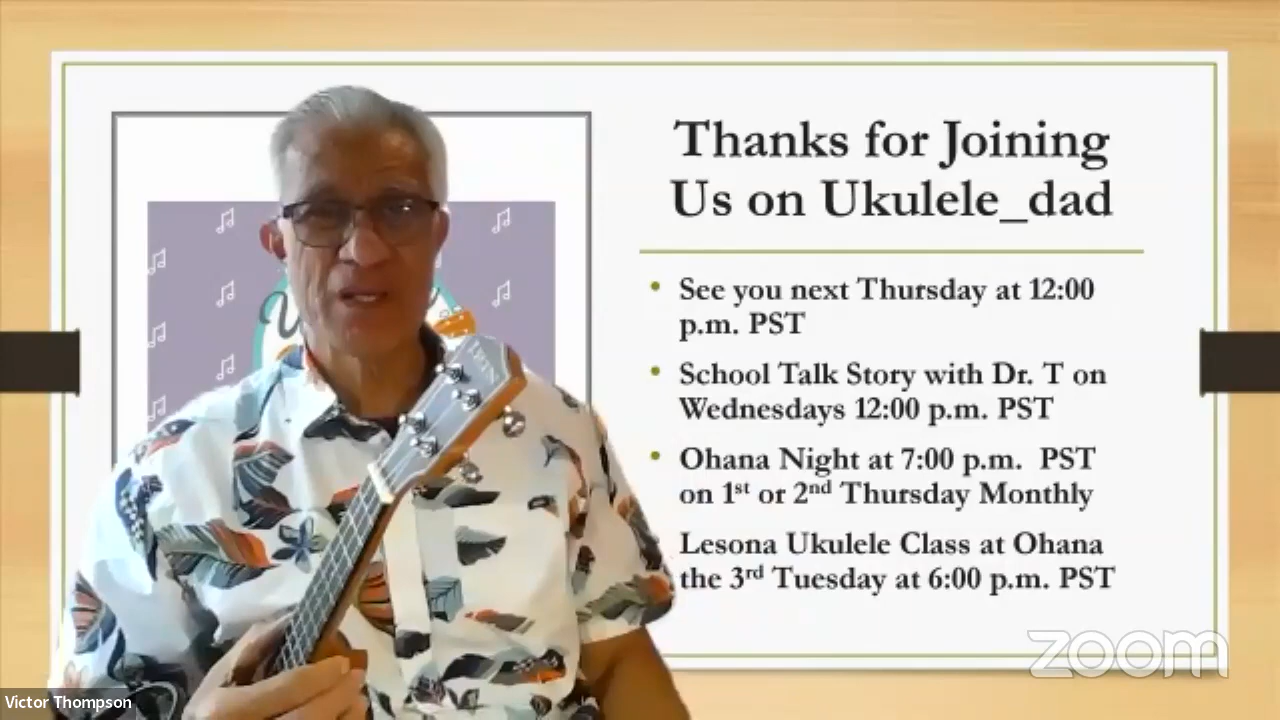 Thanks for Joining
Us on Ukulele_dad
See you next Thursday at 12:00
p.m. PST
School Talk Story with Dr. T on
Wednesdays 12:00 p.m. PST
Ohana Night at 7:00 p.m. PST
on 1st or 2nd Thursday Monthly
Lesona Ukulele Class at Ohana
the 3rd Tuesday at 6:00 p.m. PST
zoom
Victor Thompson